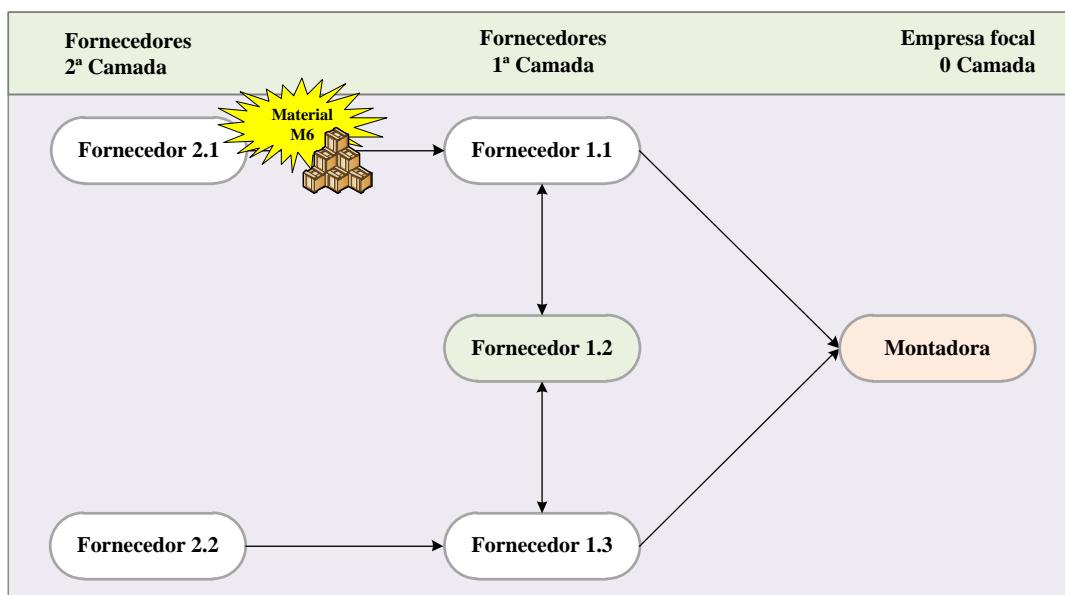 Fornecedores
2ª Camada
Fornecedores
1ª Camada
Empresa focal
0 Camada
Material
M6
Fornecedor 2.1
Fornecedor 1.1
Fornecedor 1.2
Montadora
Fornecedor 2.2
Fornecedor 1.3